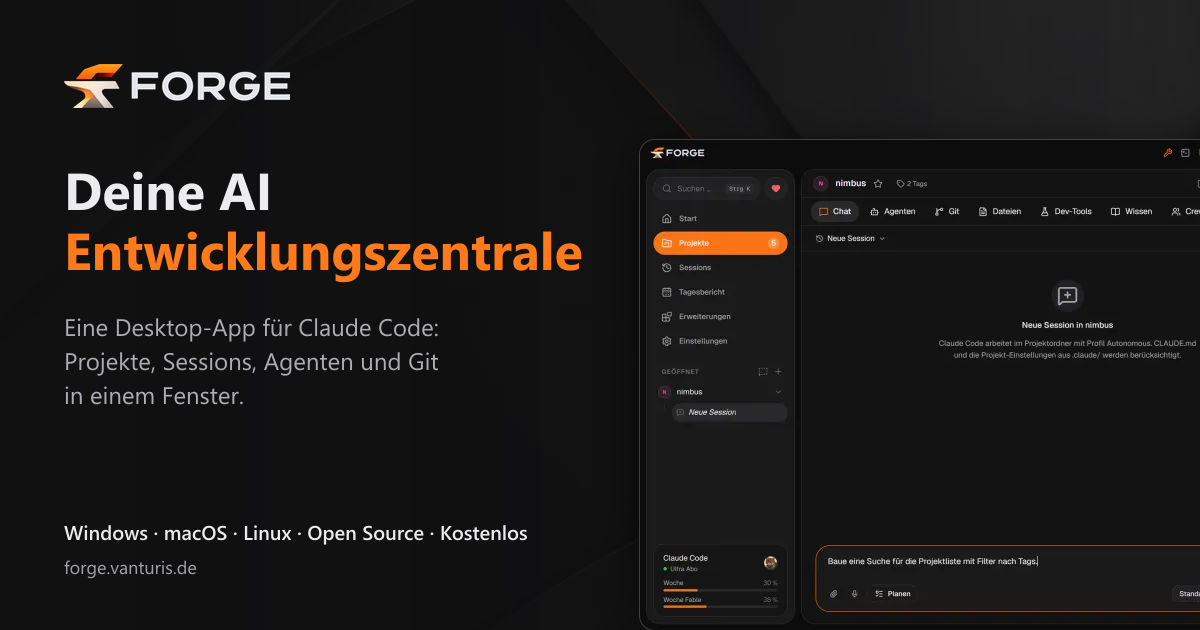 FORGE
Deine AI
Entwicklungszentrale
Eine Desktop-App für Claude Code:
Projekte, Sessions, Agenten und Git
in einem Fenster.
Windows · macOS · Linux · Open Source · Kostenlos
forge.vanturis.de
FORGE
Suchen ... Strg K
Start
Projekte 5
Sessions
Tagesbericht
Erweiterungen
Einstellungen
GEÖFFNET
N nimbus
Neue Session
Claude Code
Ultra Abo
Woche 30 %
Woche Fable 38 %
N nimbus 2 Tags
Chat Agenten Git Dateien Dev-Tools Wissen Crew
Neue Session
Neue Session in nimbus
Claude Code arbeitet im Projektordner mit Profil Autonomous. CLAUDE.md
und die Projekt-Einstellungen aus .claude/ werden berücksichtigt.
Baue eine Suche für die Projektliste mit Filter nach Tags.
Planen Standa